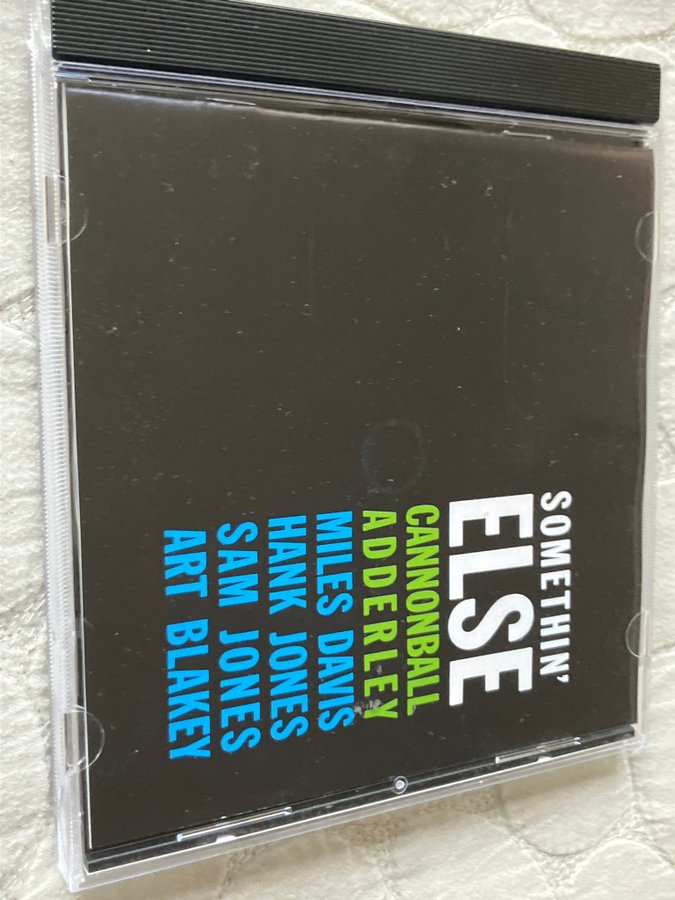 SOMETHIN'
ELSE
CANNONBALL
ADDERLEY
MILES DAVIS
HANK JONES
SAM JONES
ART BLAKEY